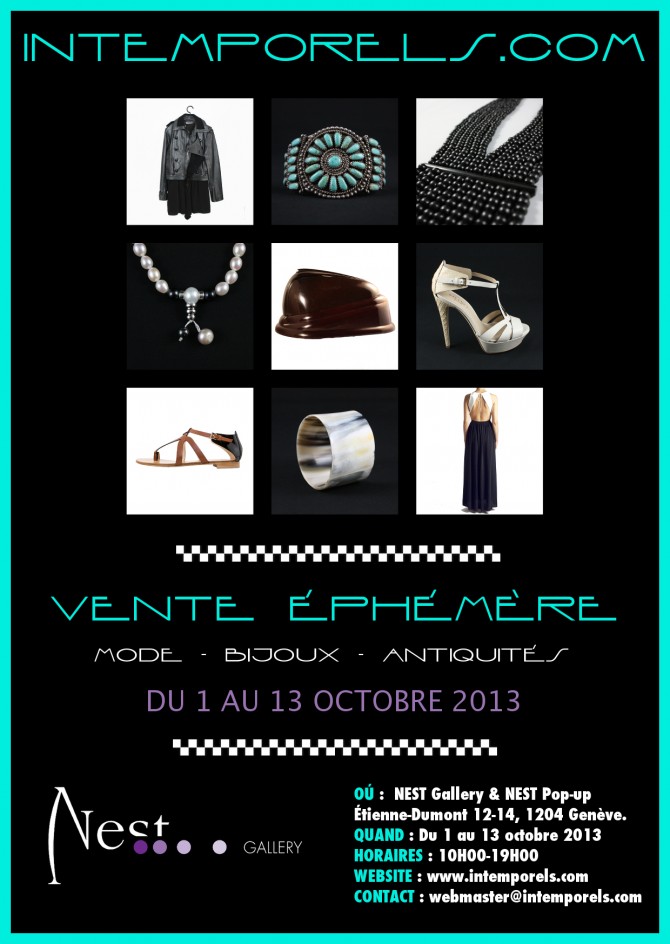 INTEMPORELS.COM
VENTE ÉPHÉMÈRE
MODE - BIJOUX - ANTIQUITÉS
DU 1 AU 13 OCTOBRE 2013
Nest
GALLERY
OÚ : NEST Gallery & NEST Pop-up
Étienne-Dumont 12-14, 1204 Genève.
QUAND : Du 1 au 13 octobre 2013
HORAIRES : 10H00-19H00
WEBSITE : www.intemporels.com
CONTACT : webmaster@intemporels.com